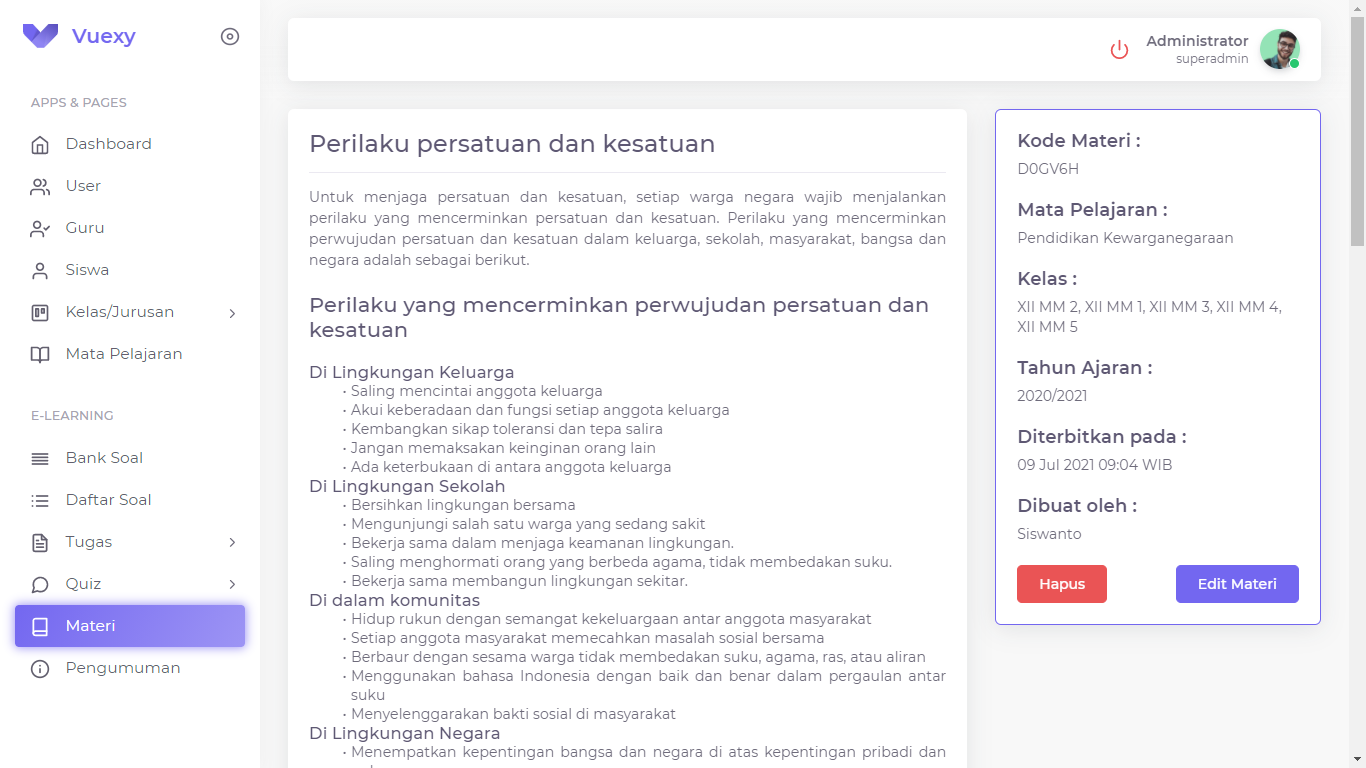 Vuexy
APPS & PAGES
Dashboard
User
Guru
Siswa
Kelas/Jurusan
Mata Pelajaran
E-LEARNING
Bank Soal
Daftar Soal
Tugas
Quiz
Materi
Pengumuman
Administrator
superadmin
Perilaku persatuan dan kesatuan
Untuk menjaga persatuan dan kesatuan, setiap warga negara wajib menjalankan
perilaku yang mencerminkan persatuan dan kesatuan. Perilaku yang mencerminkan
perwujudan persatuan dan kesatuan dalam keluarga, sekolah, masyarakat, bangsa dan
negara adalah sebagai berikut.
Perilaku yang mencerminkan perwujudan persatuan dan
kesatuan
Di Lingkungan Keluarga
• Saling mencintai anggota keluarga
• Akui keberadaan dan fungsi setiap anggota keluarga
• Kembangkan sikap toleransi dan tepa salira
• Jangan memaksakan keinginan orang lain
• Ada keterbukaan di antara anggota keluarga
Di Lingkungan Sekolah
• Bersihkan lingkungan bersama
• Mengunjungi salah satu warga yang sedang sakit
• Bekerja sama dalam menjaga keamanan lingkungan.
• Saling menghormati orang yang berbeda agama, tidak membedakan suku.
• Bekerja sama membangun lingkungan sekitar.
Di dalam komunitas
• Hidup rukun dengan semangat kekeluargaan antar anggota masyarakat
• Setiap anggota masyarakat memecahkan masalah sosial bersama
• Berbaur dengan sesama warga tidak membedakan suku, agama, ras, atau aliran
• Menggunakan bahasa Indonesia dengan baik dan benar dalam pergaulan antar
suku
• Menyelenggarakan bakti sosial di masyarakat
Di Lingkungan Negara
• Menempatkan kepentingan bangsa dan negara di atas kepentingan pribadi dan
Kode Materi :
D0GV6H
Mata Pelajaran :
Pendidikan Kewarganegaraan
Kelas :
XII MM 2, XII MM 1, XII MM 3, XII MM 4,
XII MM 5
Tahun Ajaran :
2020/2021
Diterbitkan pada :
09 Jul 2021 09:04 WIB
Dibuat oleh :
Siswanto
Hapus
Edit Materi